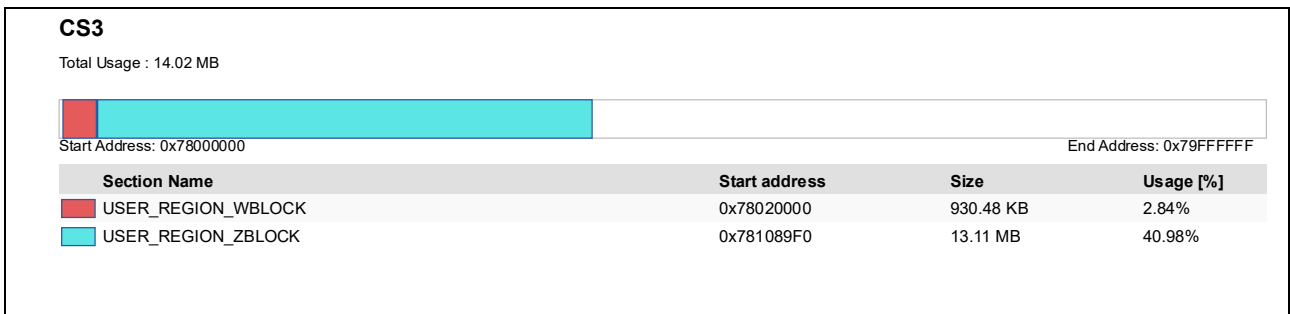 CS3
Total Usage : 14.02 MB
Start Address: 0x78000000 End Address: 0x79FFFFFF
Section Name Start address Size Usage [%]
USER_REGION_WBLOCK 0x78020000 930.48 KB 2.84%
USER_REGION_ZBLOCK 0x781089F0 13.11 MB 40.98%